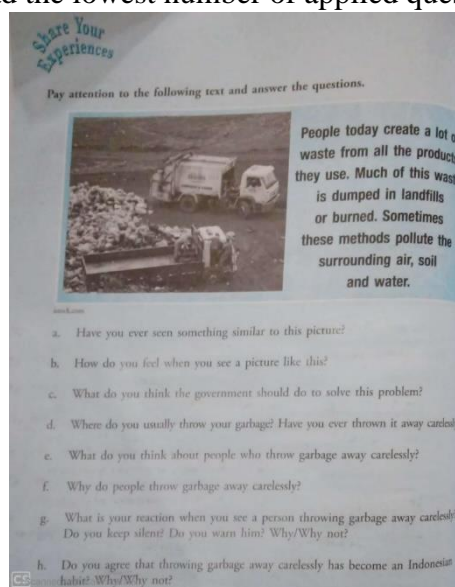 the lowest number of applied
Share Your
Experiences
Pay attention to the following text and answer the questions.
People today create a lot
waste from all the
they use. Much of this
is dumped in landfills
or burned. Sometimes
these methods pollute the
surrounding air, soil
and water.
a. Have you ever seen something similar to this picture?
b. How do you feel when you see a picture like this?
c. What do you think the government should do to solve this problem?
d. Where do you usually throw your garbage? Have you ever thrown it away
e. What do you think about people who throw garbage away carelessly?
f. Why do people throw garbage away carelessly?
g. What is your reaction when you see a person throwing garbage away carelessly
Do you keep silent? Do you warn him? Why/Why not?
h. Do you agree that throwing garbage away carelessly has become an Indonesian
CS habit? Why/Why not?